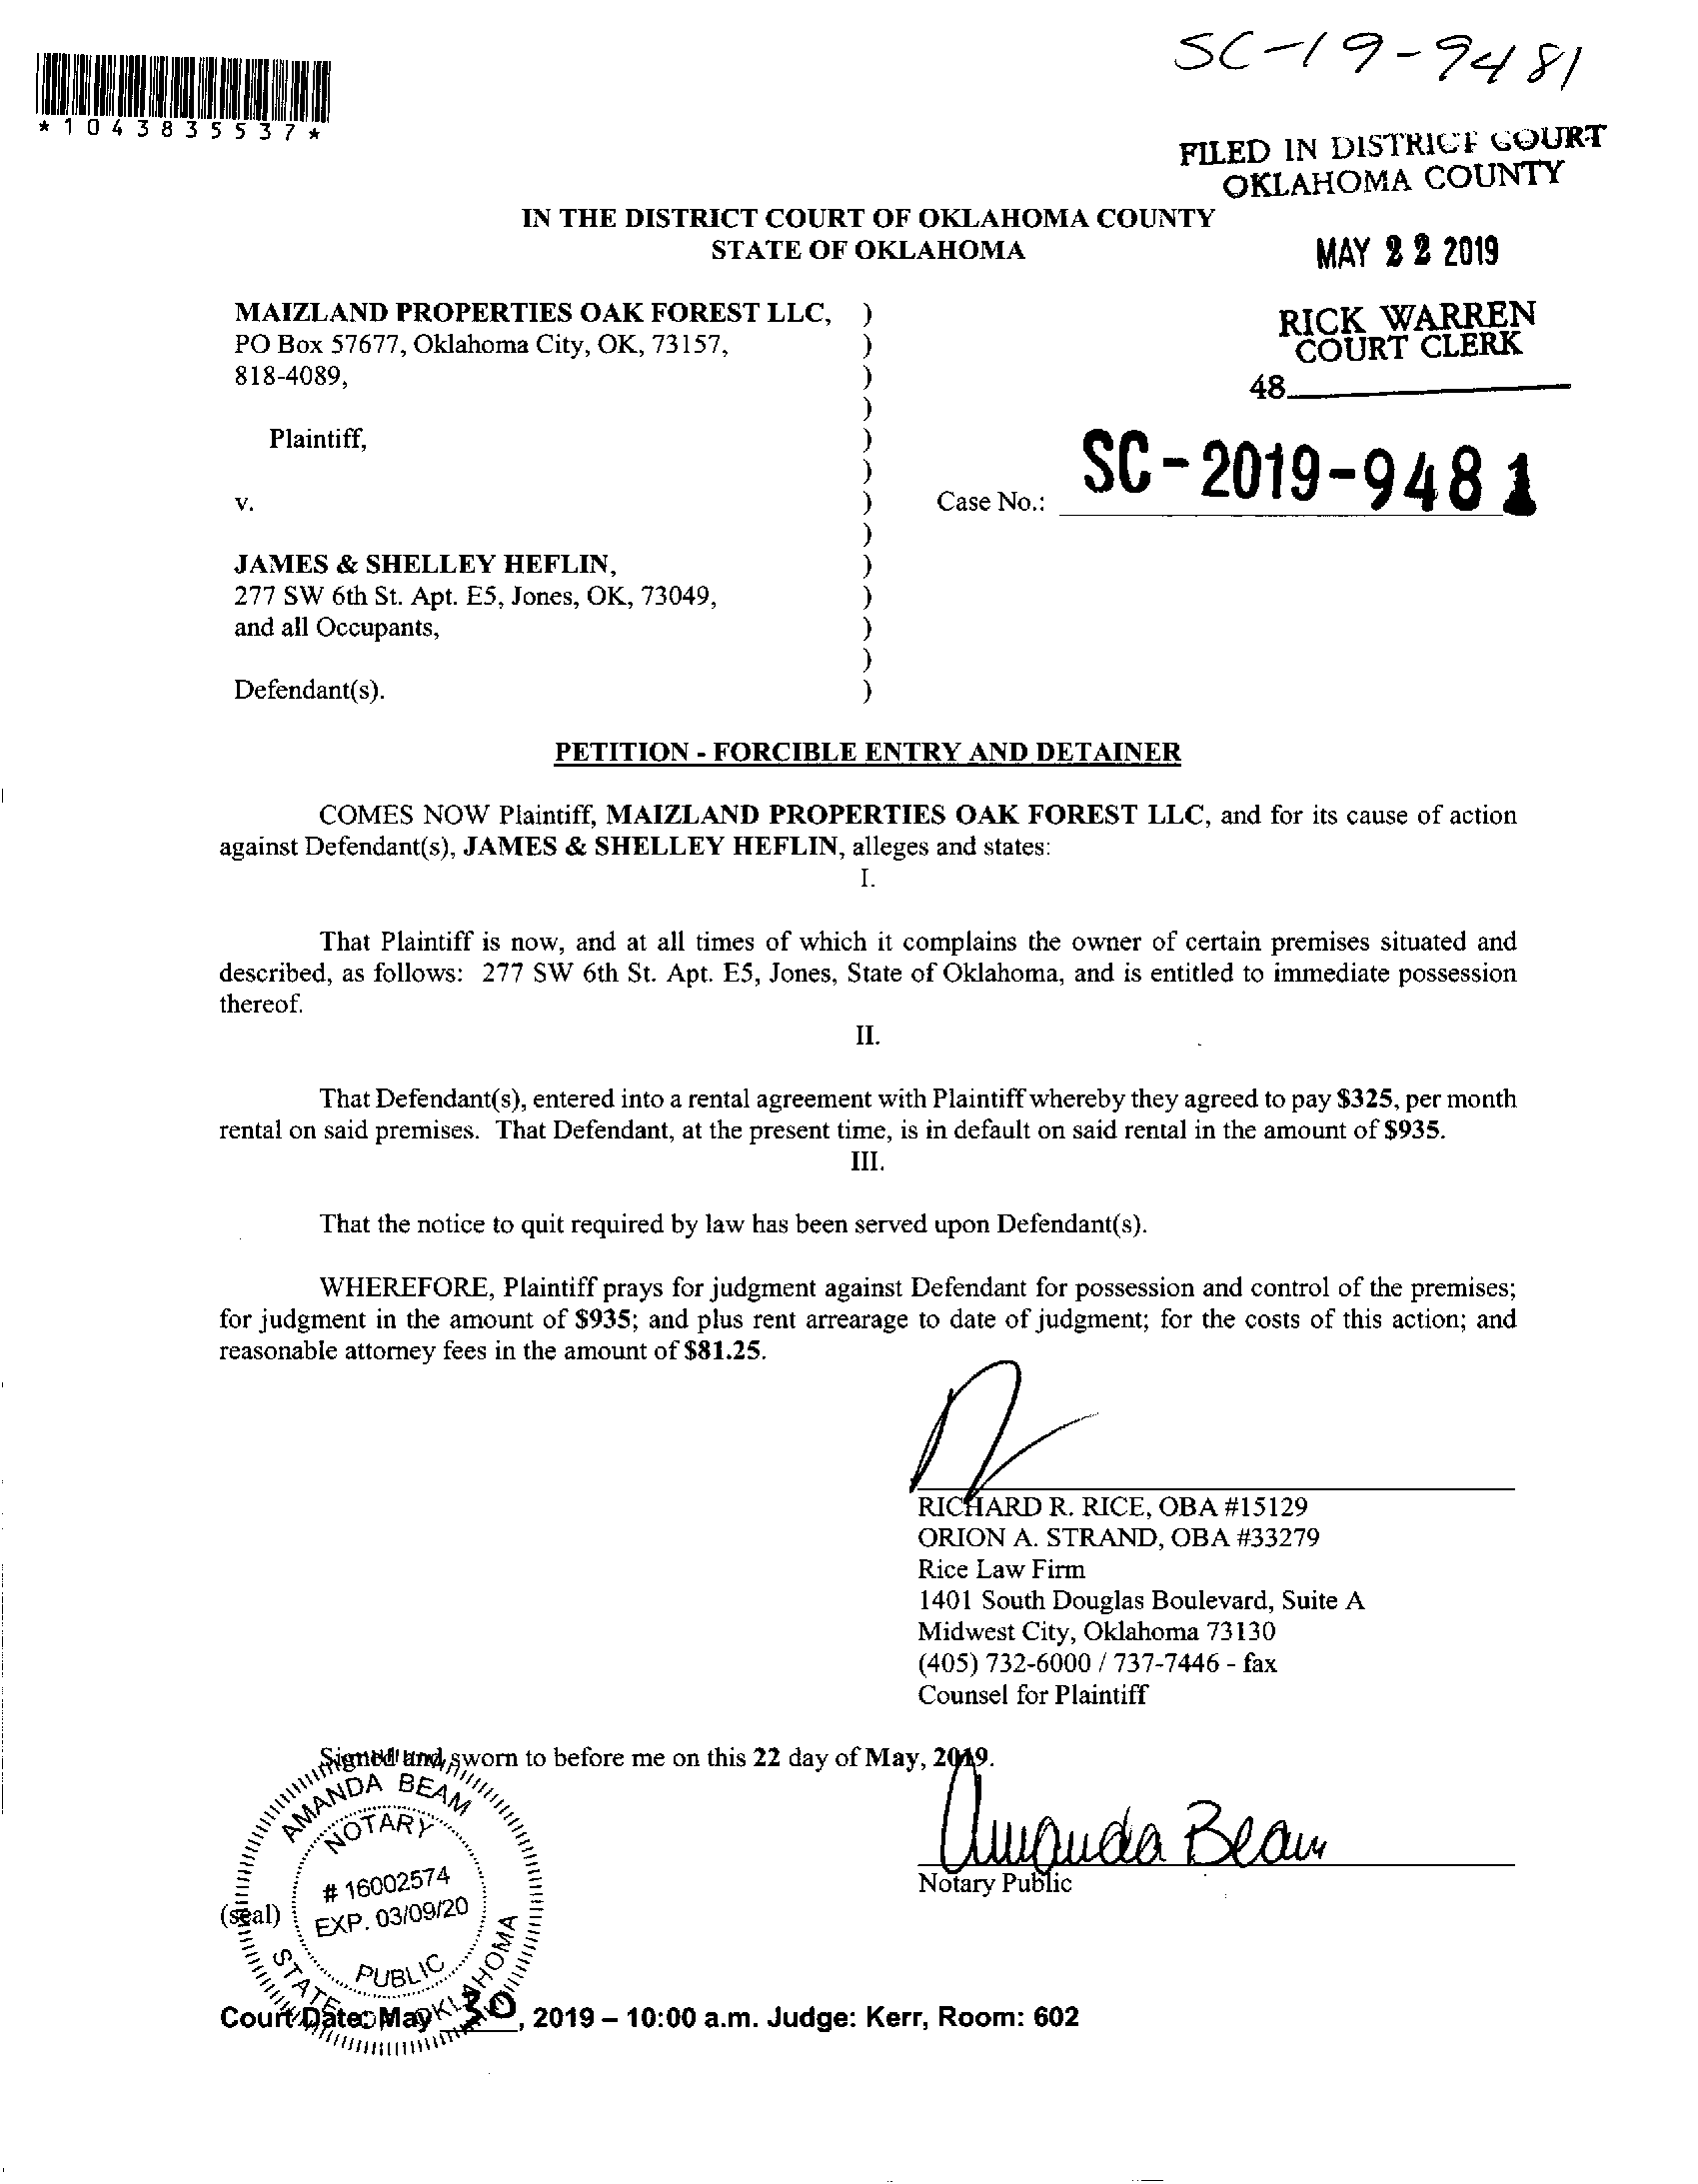 SC-19-9481
*1043835537*
FILED IN DISTRICT COURT
OKLAHOMA COUNTY
IN THE DISTRICT COURT OF OKLAHOMA COUNTY
STATE OF OKLAHOMA
MAY 22 2019
MAIZLAND PROPERTIES OAK FOREST LLC, )
PO Box 57677, Oklahoma City, OK, 73157, )
818-4089, )
)
RICK WARREN
COURT CLERK
48
Plaintiff, )
)
v. )
Case No.: SC-2019-9481
)
JAMES & SHELLEY HEFLIN, )
277 SW 6th St. Apt. E5, Jones, OK, 73049, )
and all Occupants, )
)
Defendant(s). )
PETITION - FORCIBLE ENTRY AND DETAINER
COMES NOW Plaintiff, MAIZLAND PROPERTIES OAK FOREST LLC, and for its cause of action
against Defendant(s), JAMES & SHELLEY HEFLIN, alleges and states:
I.
That Plaintiff is now, and at all times of which it complains the owner of certain premises situated and
described, as follows: 277 SW 6th St. Apt. E5, Jones, State of Oklahoma, and is entitled to immediate possession
thereof.
II.
That Defendant(s), entered into a rental agreement with Plaintiff whereby they agreed to pay $325, per month
rental on said premises. That Defendant, at the present time, is in default on said rental in the amount of $935.
III.
That the notice to quit required by law has been served upon Defendant(s).
WHEREFORE, Plaintiff prays for judgment against Defendant for possession and control of the premises;
for judgment in the amount of $935; and plus rent arrearage to date of judgment; for the costs of this action; and
reasonable attorney fees in the amount of $81.25.
RICHARD R. RICE, OBA #15129
ORION A. STRAND, OBA #33279
Rice Law Firm
1401 South Douglas Boulevard, Suite A
Midwest City, Oklahoma 73130
(405) 732-6000 / 737-7446 - fax
Counsel for Plaintiff
Signed and sworn to before me on this 22 day of May, 2019.
AMANDA BEAM
NOTARY
# 16002574
EXP. 03/09/20
PUBLIC
STATE OF OKLAHOMA
(seal)
Amanda Beam
Notary Public
Court Date: May 30, 2019 – 10:00 a.m. Judge: Kerr, Room: 602